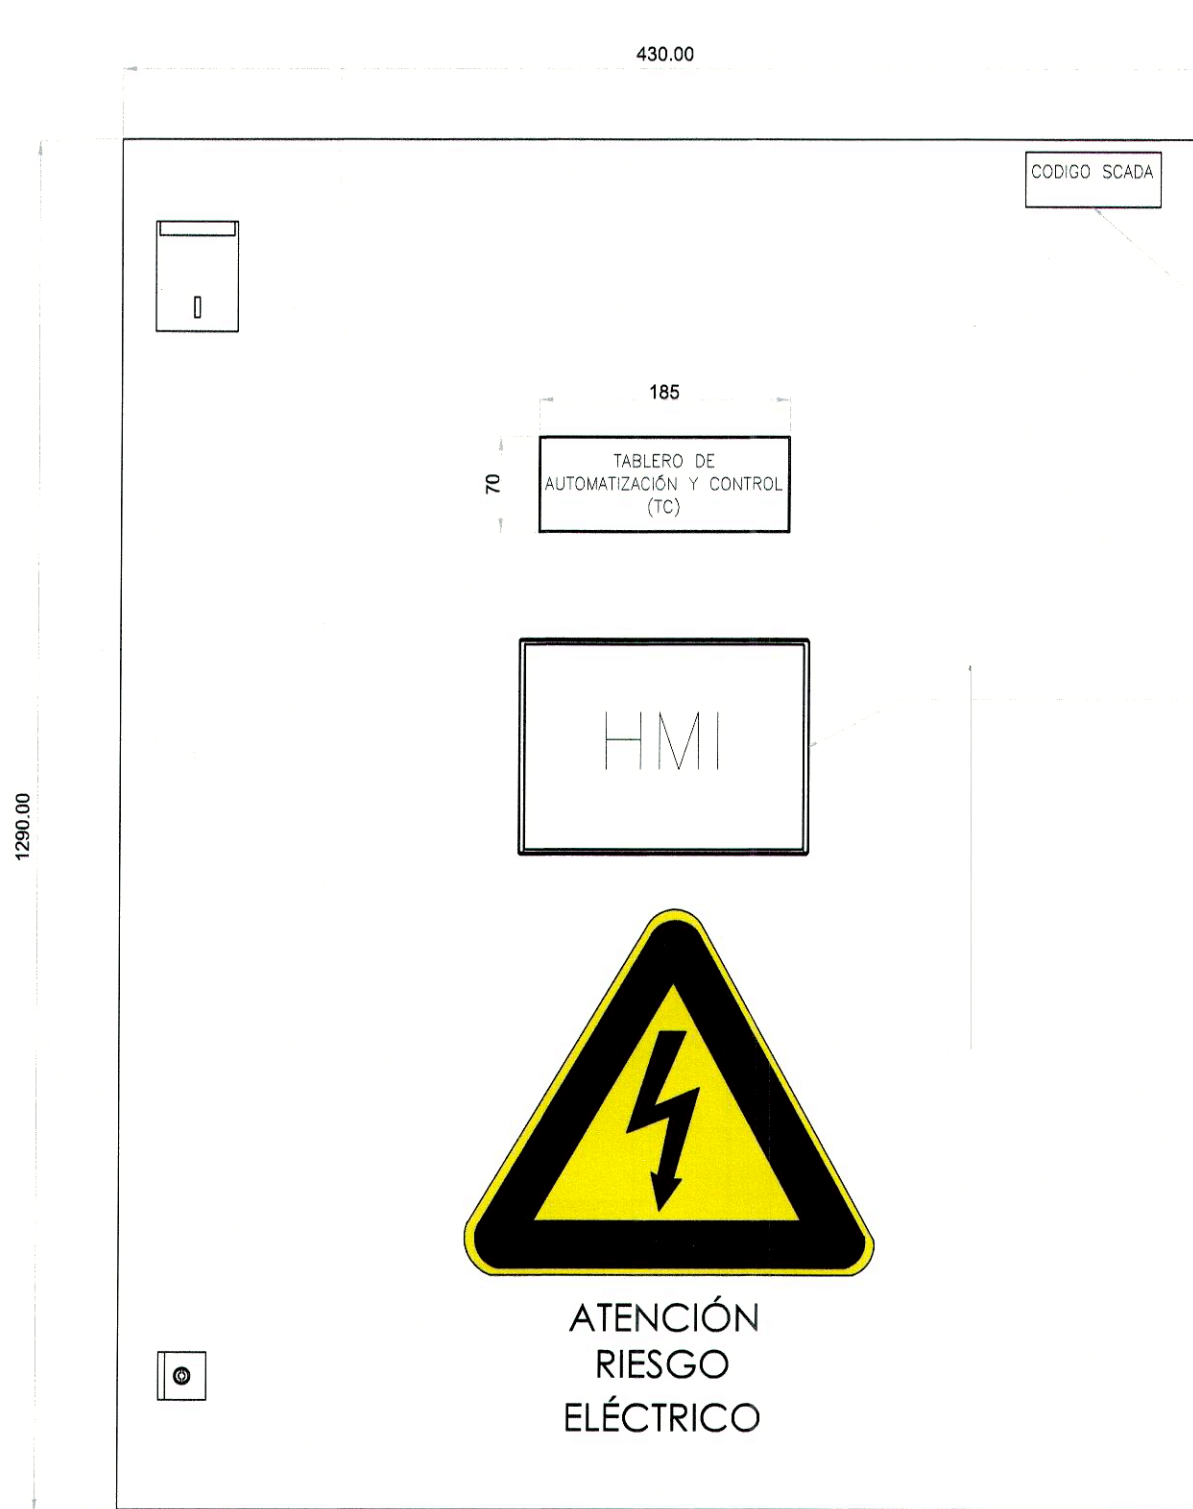 430.00
CODIGO SCADA
185
70
TABLERO DE
AUTOMATIZACIÓN Y CONTROL
(TC)
HMI
1290.00
ATENCIÓN
RIESGO
ELÉCTRICO